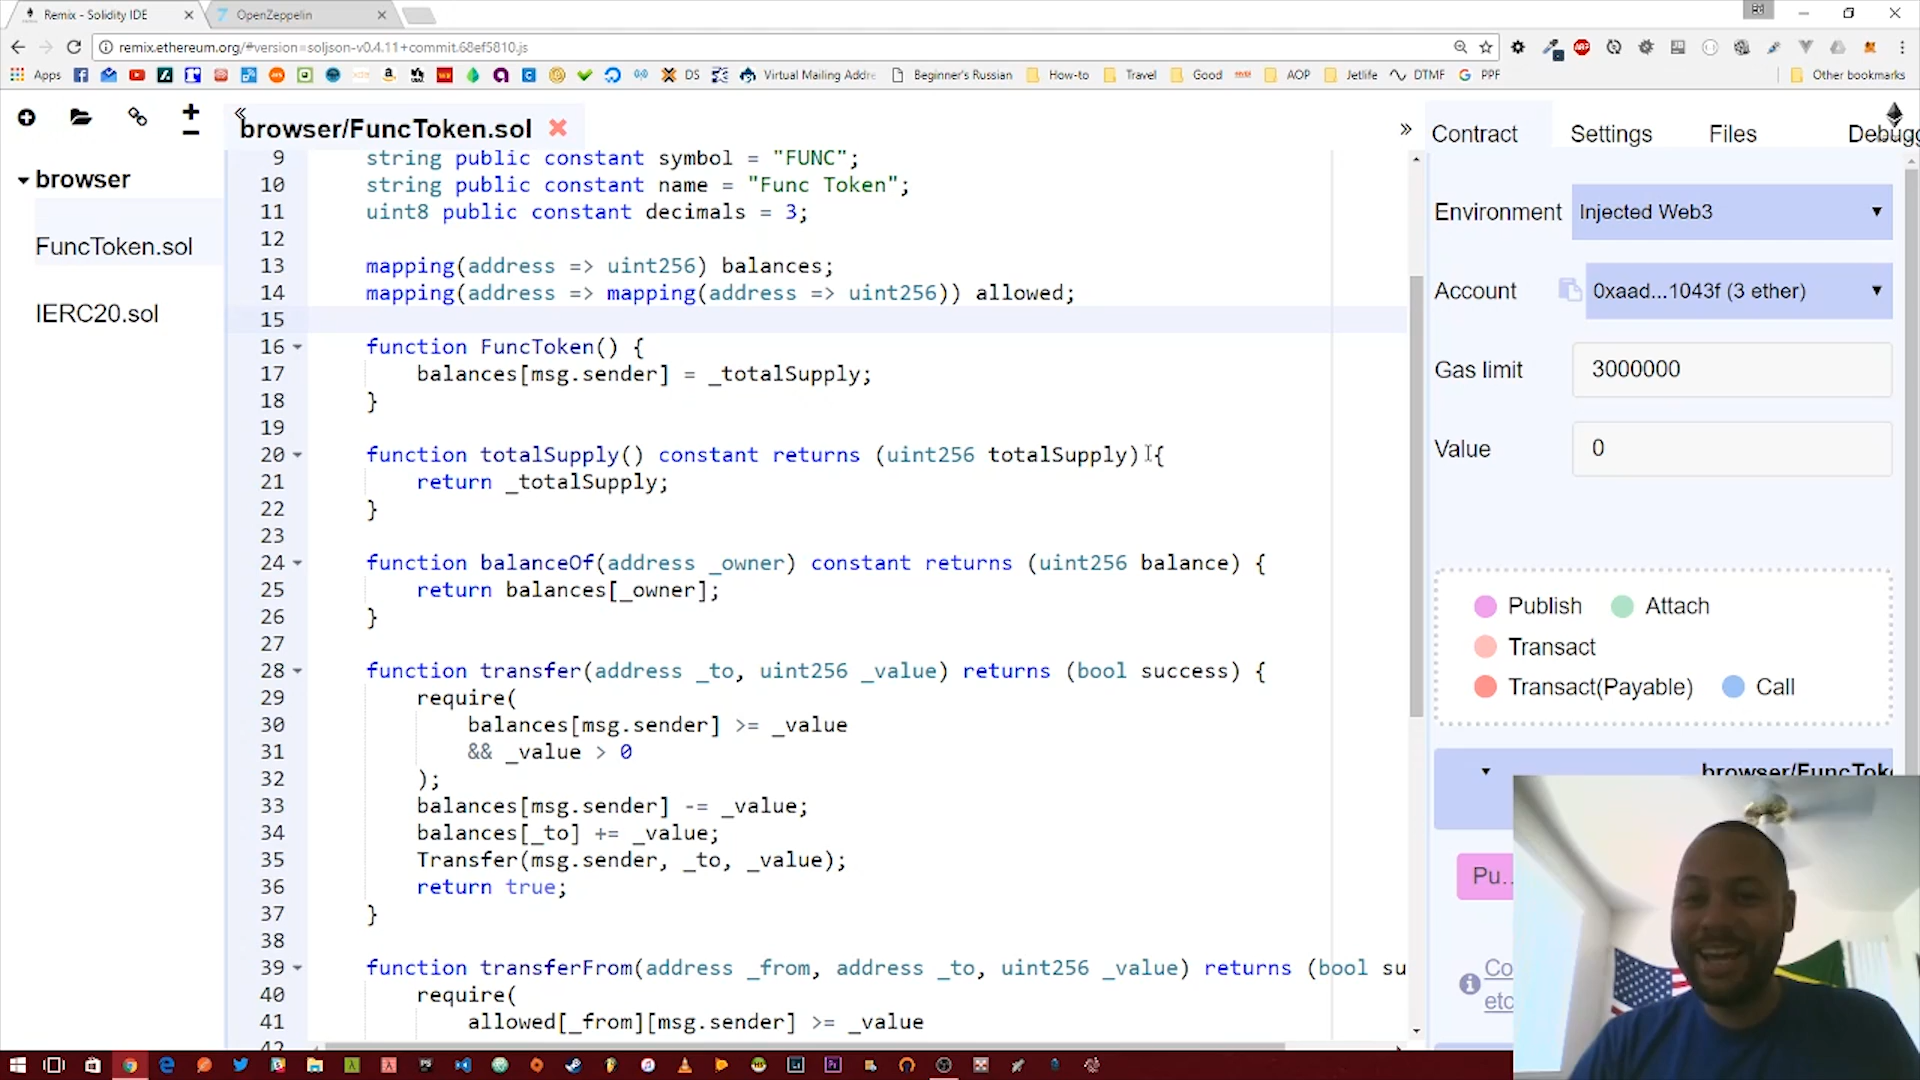 Remix - Solidity IDE
OpenZeppelin
remix.ethereum.org/#version=soljson-v0.4.11+commit.68ef5810.js
Apps
DS
Virtual Mailing Addre
Beginner's Russian
How-to
Travel
Good
AOP
Jetlife
DTMF
PPF
Other bookmarks
browser
FuncToken.sol
IERC20.sol
browser/FuncToken.sol
9 string public constant symbol = "FUNC";
10 string public constant name = "Func Token";
11 uint8 public constant decimals = 3;
12
13 mapping(address => uint256) balances;
14 mapping(address => mapping(address => uint256)) allowed;
15
16 function FuncToken() {
17 balances[msg.sender] = _totalSupply;
18 }
19
20 function totalSupply() constant returns (uint256 totalSupply) {
21 return _totalSupply;
22 }
23
24 function balanceOf(address _owner) constant returns (uint256 balance) {
25 return balances[_owner];
26 }
27
28 function transfer(address _to, uint256 _value) returns (bool success) {
29 require(
30 balances[msg.sender] >= _value
31 && _value > 0
32 );
33 balances[msg.sender] -= _value;
34 balances[_to] += _value;
35 Transfer(msg.sender, _to, _value);
36 return true;
37 }
38
39 function transferFrom(address _from, address _to, uint256 _value) returns (bool su
40 require(
41 allowed[_from][msg.sender] >= _value
42
Contract Settings Files Debugg
Environment Injected Web3
Account 0xaad...1043f (3 ether)
Gas limit 3000000
Value 0
Publish Attach
Transact
Transact(Payable) Call
browser/FuncTok
Pu...
Co
etc